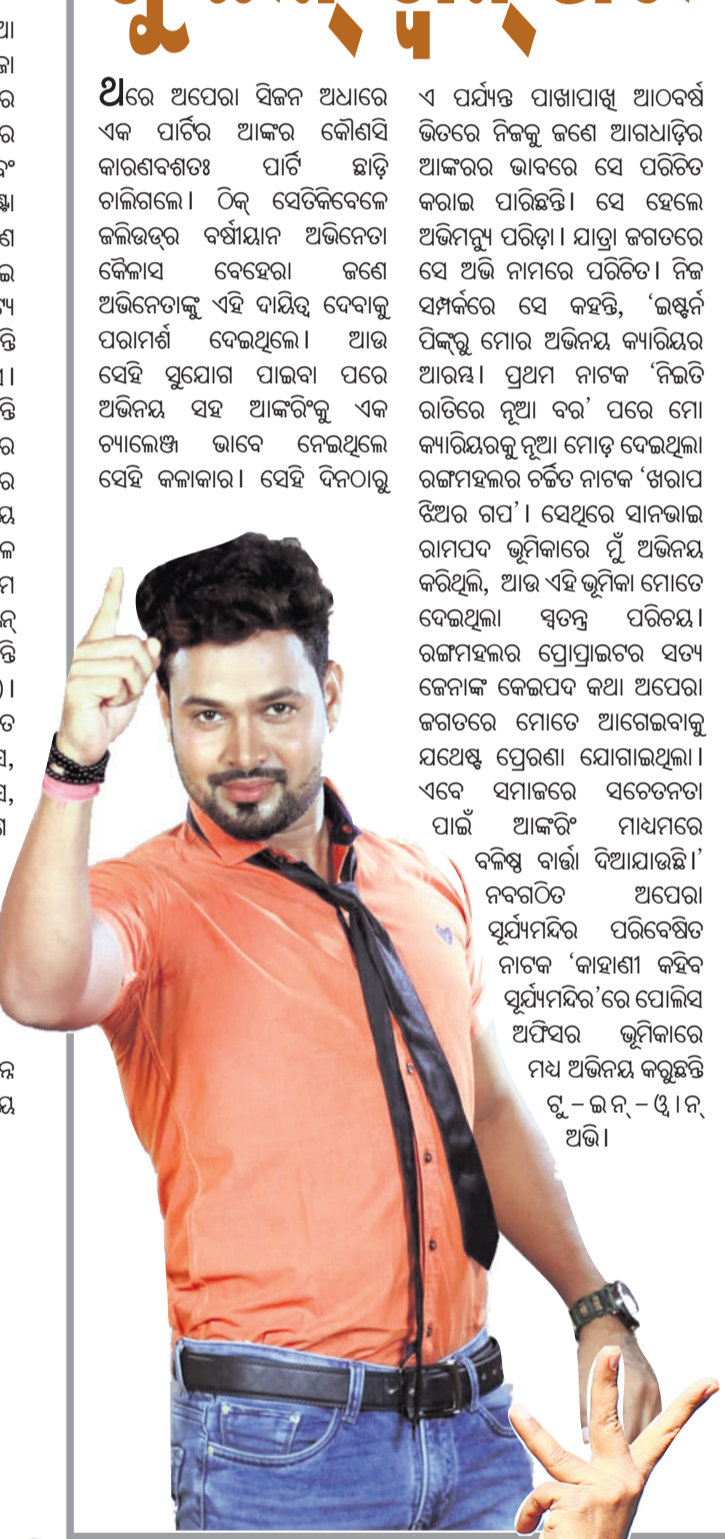 ଥରେ ଅପେରା ସିଜନ ଅଧାରେ
ଏକ ପାର୍ଟିର ଆଙ୍କର କୌଣସି
କାରଣବଶତଃ ପାର୍ଟି ଛାଡ଼ି
ଚାଲିଗଲେ। ଠିକ୍ ସେତିକିବେଳେ
ଜଲିଉଡ୍‌ର ବର୍ଷୀୟାନ ଅଭିନେତା
କୈଳାସ ବେହେରା ଜଣେ
ଅଭିନେତାଙ୍କୁ ଏହି ଦାୟିତ୍ୱ ଦେବାକୁ
ପରାମର୍ଶ ଦେଇଥିଲେ। ଆଉ
ସେହି ସୁଯୋଗ ପାଇବା ପରେ
ଅଭିନୟ ସହ ଆଙ୍କରିଂକୁ ଏକ
ଚ୍ୟାଲେଞ୍ଜ ଭାବେ ନେଇଥିଲେ
ସେହି କଳାକାର। ସେହି ଦିନଠାରୁ
ଏ ପର୍ଯ୍ୟନ୍ତ ପାଖାପାଖି ଆଠବର୍ଷ
ଭିତରେ ନିଜକୁ ଜଣେ ଆଗଧାଡ଼ିର
ଆଙ୍କରର ଭାବରେ ସେ ପରିଚିତ
କରାଇ ପାରିଛନ୍ତି। ସେ ହେଲେ
ଅଭିମନ୍ୟୁ ପରିଡ଼ା। ଯାତ୍ରା ଜଗତରେ
ସେ ଅଭି ନାମରେ ପରିଚିତ। ନିଜ
ସମ୍ପର୍କରେ ସେ କହନ୍ତି, ‘ଇଷ୍ଟର୍ନ
ପିଙ୍କ୍‌ରୁ ମୋର ଅଭିନୟ କ୍ୟାରିୟର
ଆରମ୍ଭ। ପ୍ରଥମ ନାଟକ ‘ନିଇତି
ରାତିରେ ନୂଆ ବର’ ପରେ ମୋ
କ୍ୟାରିୟରକୁ ନୂଆ ମୋଡ଼ ଦେଇଥିଲା
ରଙ୍ଗମହଲର ଚର୍ଚ୍ଚିତ ନାଟକ ‘ଖରାପ
ଝିଅର ଗପ’। ସେଥିରେ ସାନଭାଇ
ରାମପଦ ଭୂମିକାରେ ମୁଁ ଅଭିନୟ
କରିଥିଲି, ଆଉ ଏହି ଭୂମିକା ମୋତେ
ଦେଇଥିଲା ସ୍ୱତନ୍ତ୍ର ପରିଚୟ।
ରଙ୍ଗମହଲର ପ୍ରୋପ୍ରାଇଟର ସତ୍ୟ
ଜେନାଙ୍କ କେଇପଦ କଥା ଅପେରା
ଜଗତରେ ମୋତେ ଆଗେଇବାକୁ
ଯଥେଷ୍ଟ ପ୍ରେରଣା ଯୋଗାଇଥିଲା।
ଏବେ ସମାଜରେ ସଚେତନତା
ପାଇଁ ଆଙ୍କରିଂ ମାଧ୍ୟମରେ
ବଳିଷ୍ଠ ବାର୍ତ୍ତା ଦିଆଯାଉଛି।’
ନବଗଠିତ ଅପେରା
ସୂର୍ଯ୍ୟମନ୍ଦିର ପରିବେଷିତ
ନାଟକ ‘କାହାଣୀ କହିବ
ସୂର୍ଯ୍ୟମନ୍ଦିର’ରେ ପୋଲିସ
ଅଫିସର ଭୂମିକାରେ
ମଧ୍ୟ ଅଭିନୟ କରୁଛନ୍ତି
ଟୁ – ଇନ୍ – ୱାନ୍
ଅଭି।